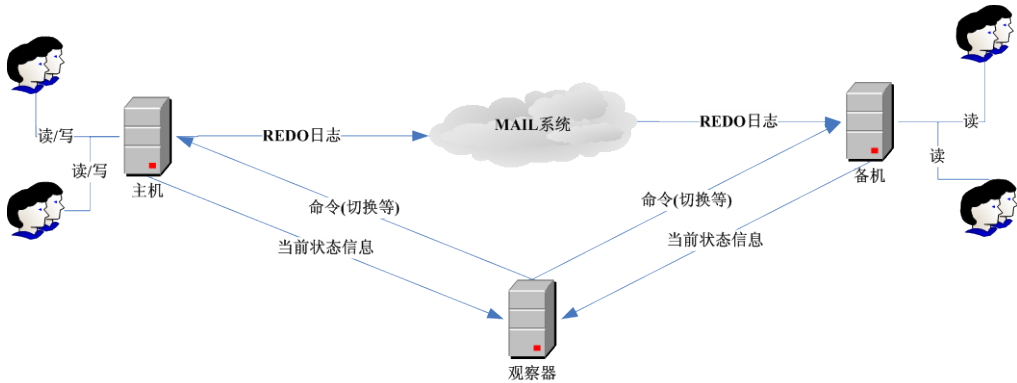 MAIL系统
REDO日志
REDO日志
读
读/写
读
读/写
备机
主机
命令(切换等)
命令(切换等)
当前状态信息
当前状态信息
观察器